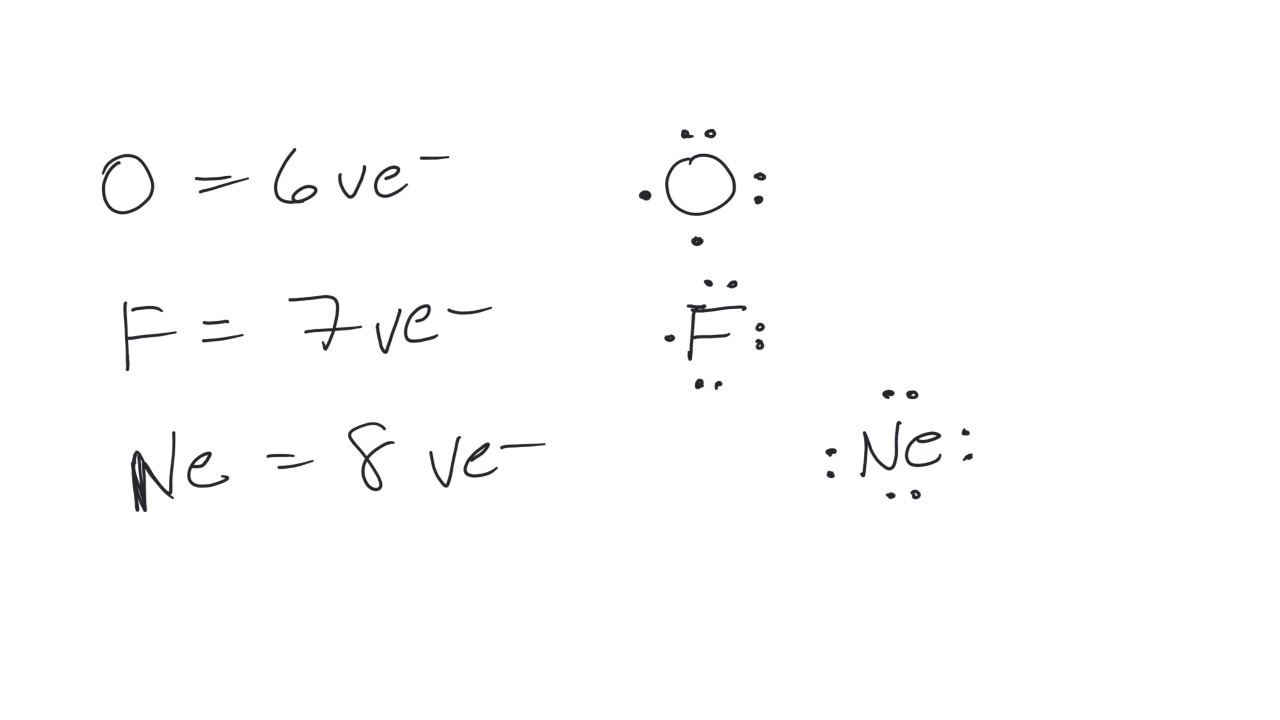 O = 6 ve⁻ O
F = 7 ve⁻ F
Ne = 8 ve⁻ Ne